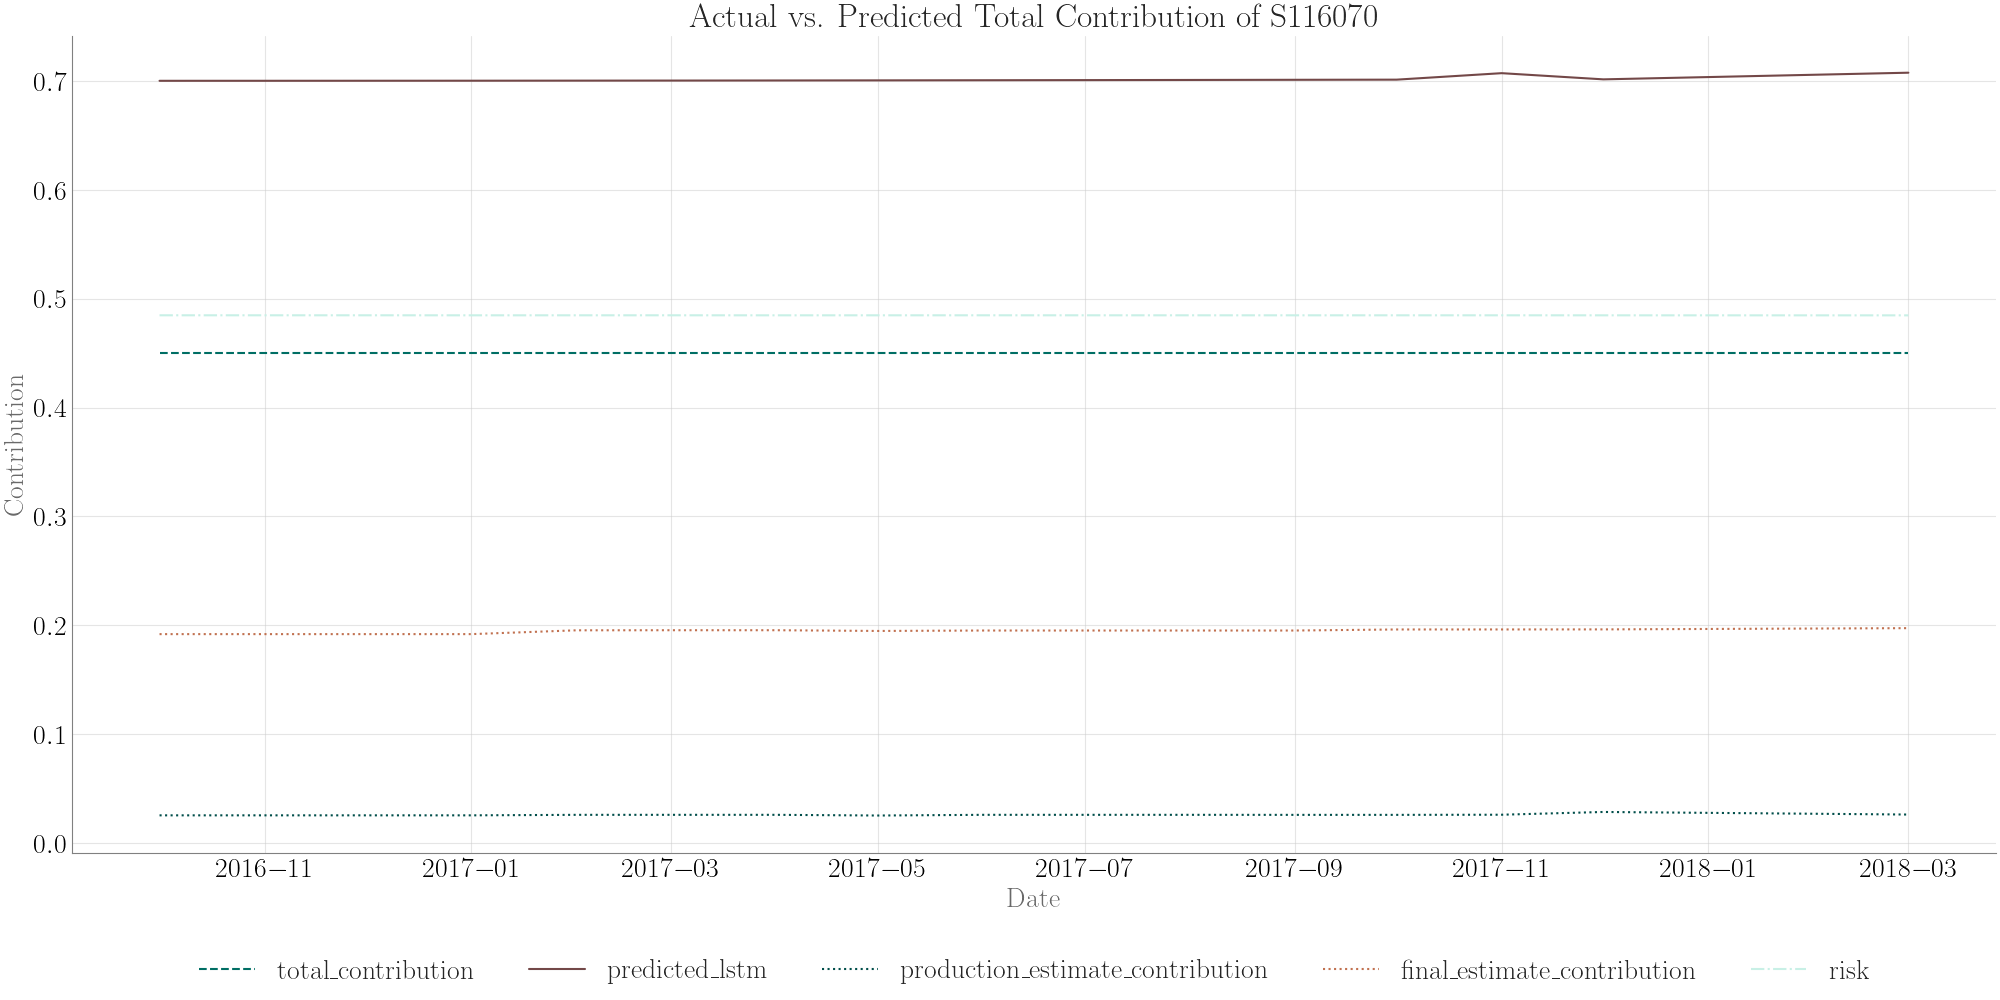 Actual vs. Predicted Total Contribution of S116070
Contribution
0.7
0.6
0.5
0.4
0.3
0.2
0.1
0.0
2016−11 2017−01 2017−03 2017−05 2017−07 2017−09 2017−11 2018−01 2018−03
Date
total_contribution predicted_lstm production_estimate_contribution final_estimate_contribution risk